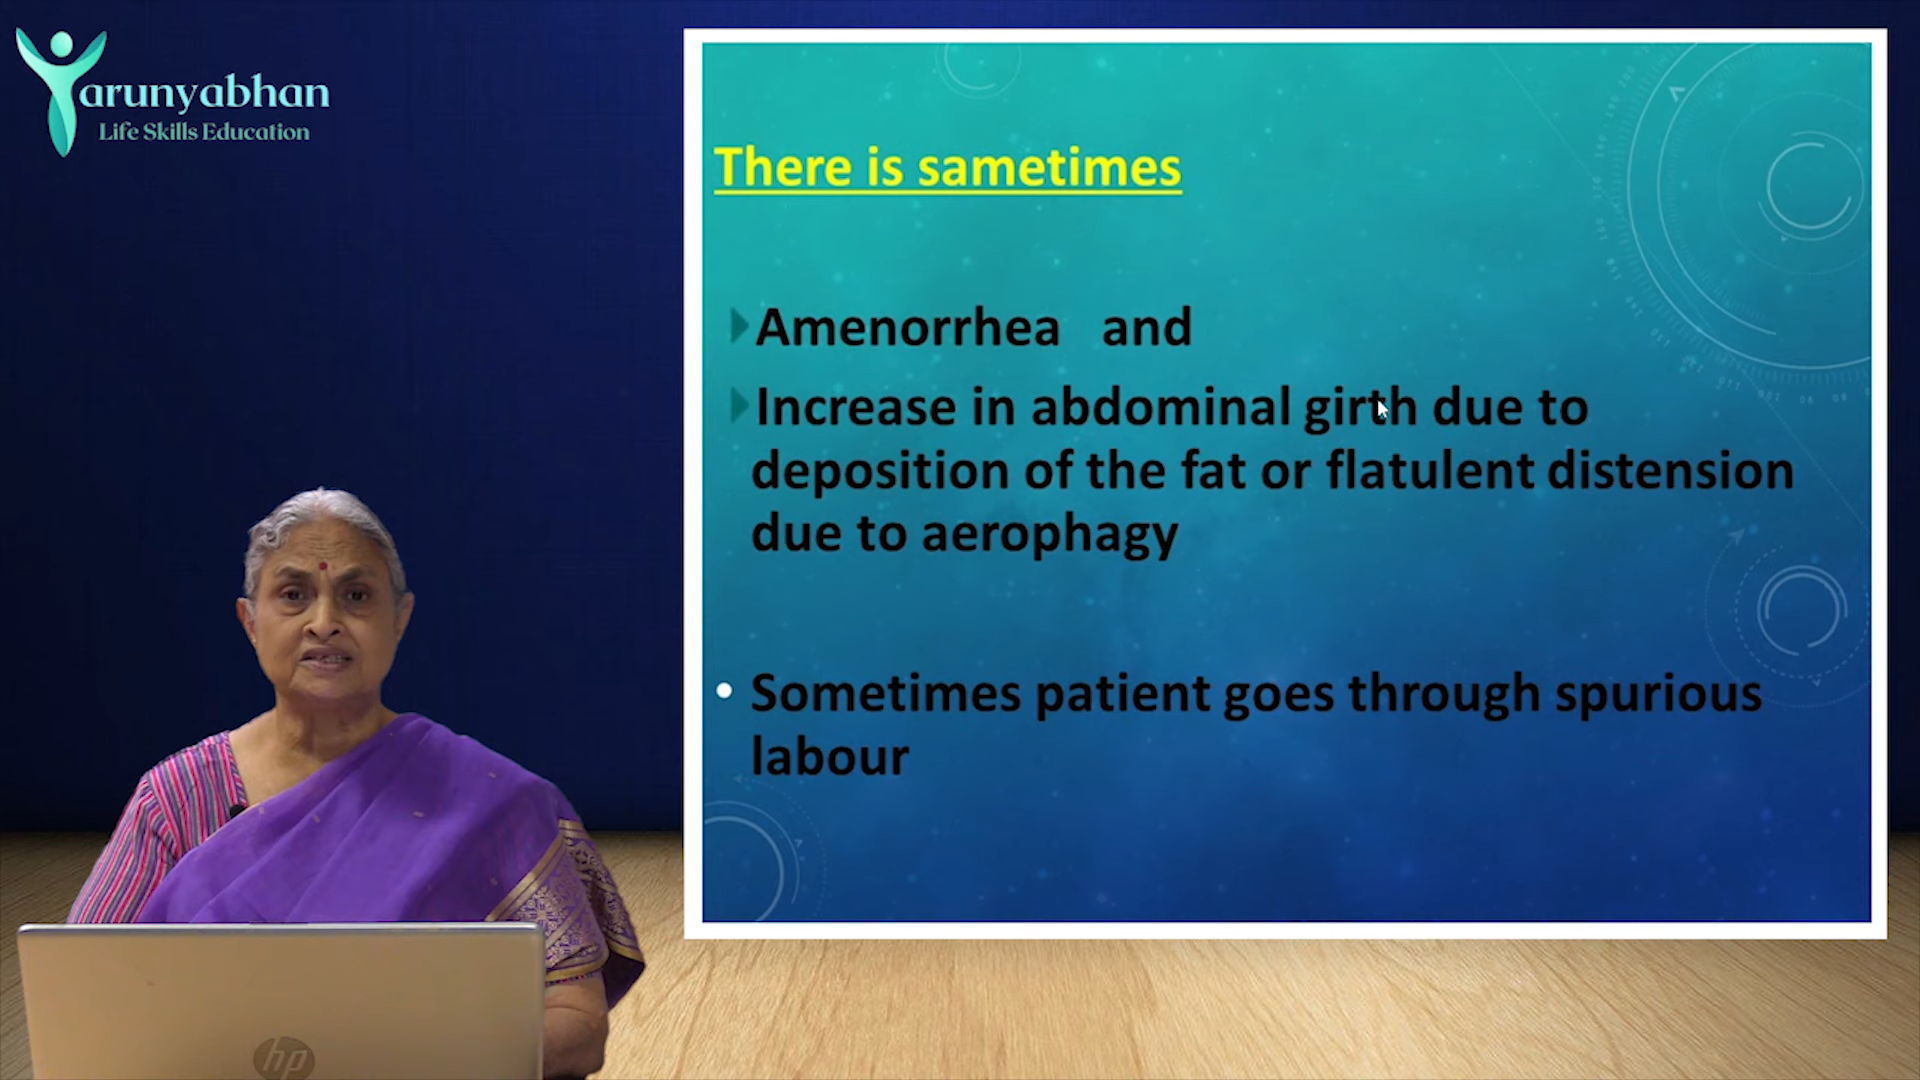 Tarunyabhan
Life Skills Education
There is sametimes
Amenorrhea and
Increase in abdominal girth due to
deposition of the fat or flatulent distension
due to aerophagy
• Sometimes patient goes through spurious
labour
hp